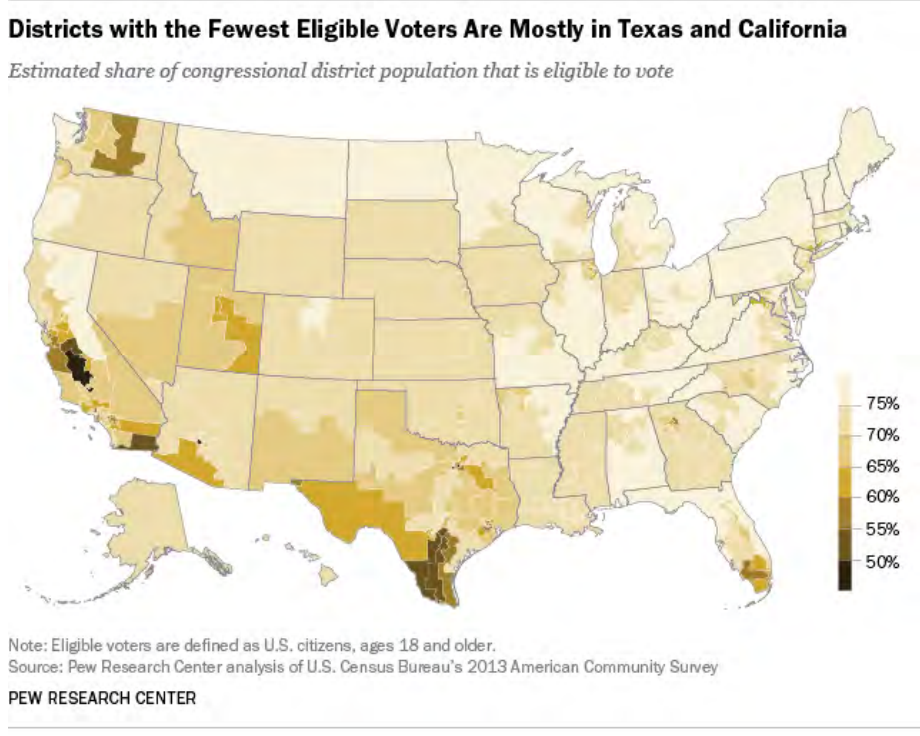 Districts with the Fewest Eligible Voters Are Mostly in Texas and California
Estimated share of congressional district population that is eligible to vote
75%
70%
65%
60%
55%
50%
Note: Eligible voters are defined as U.S. citizens, ages 18 and older.
Source: Pew Research Center analysis of U.S. Census Bureau's 2013 American Community Survey
PEW RESEARCH CENTER